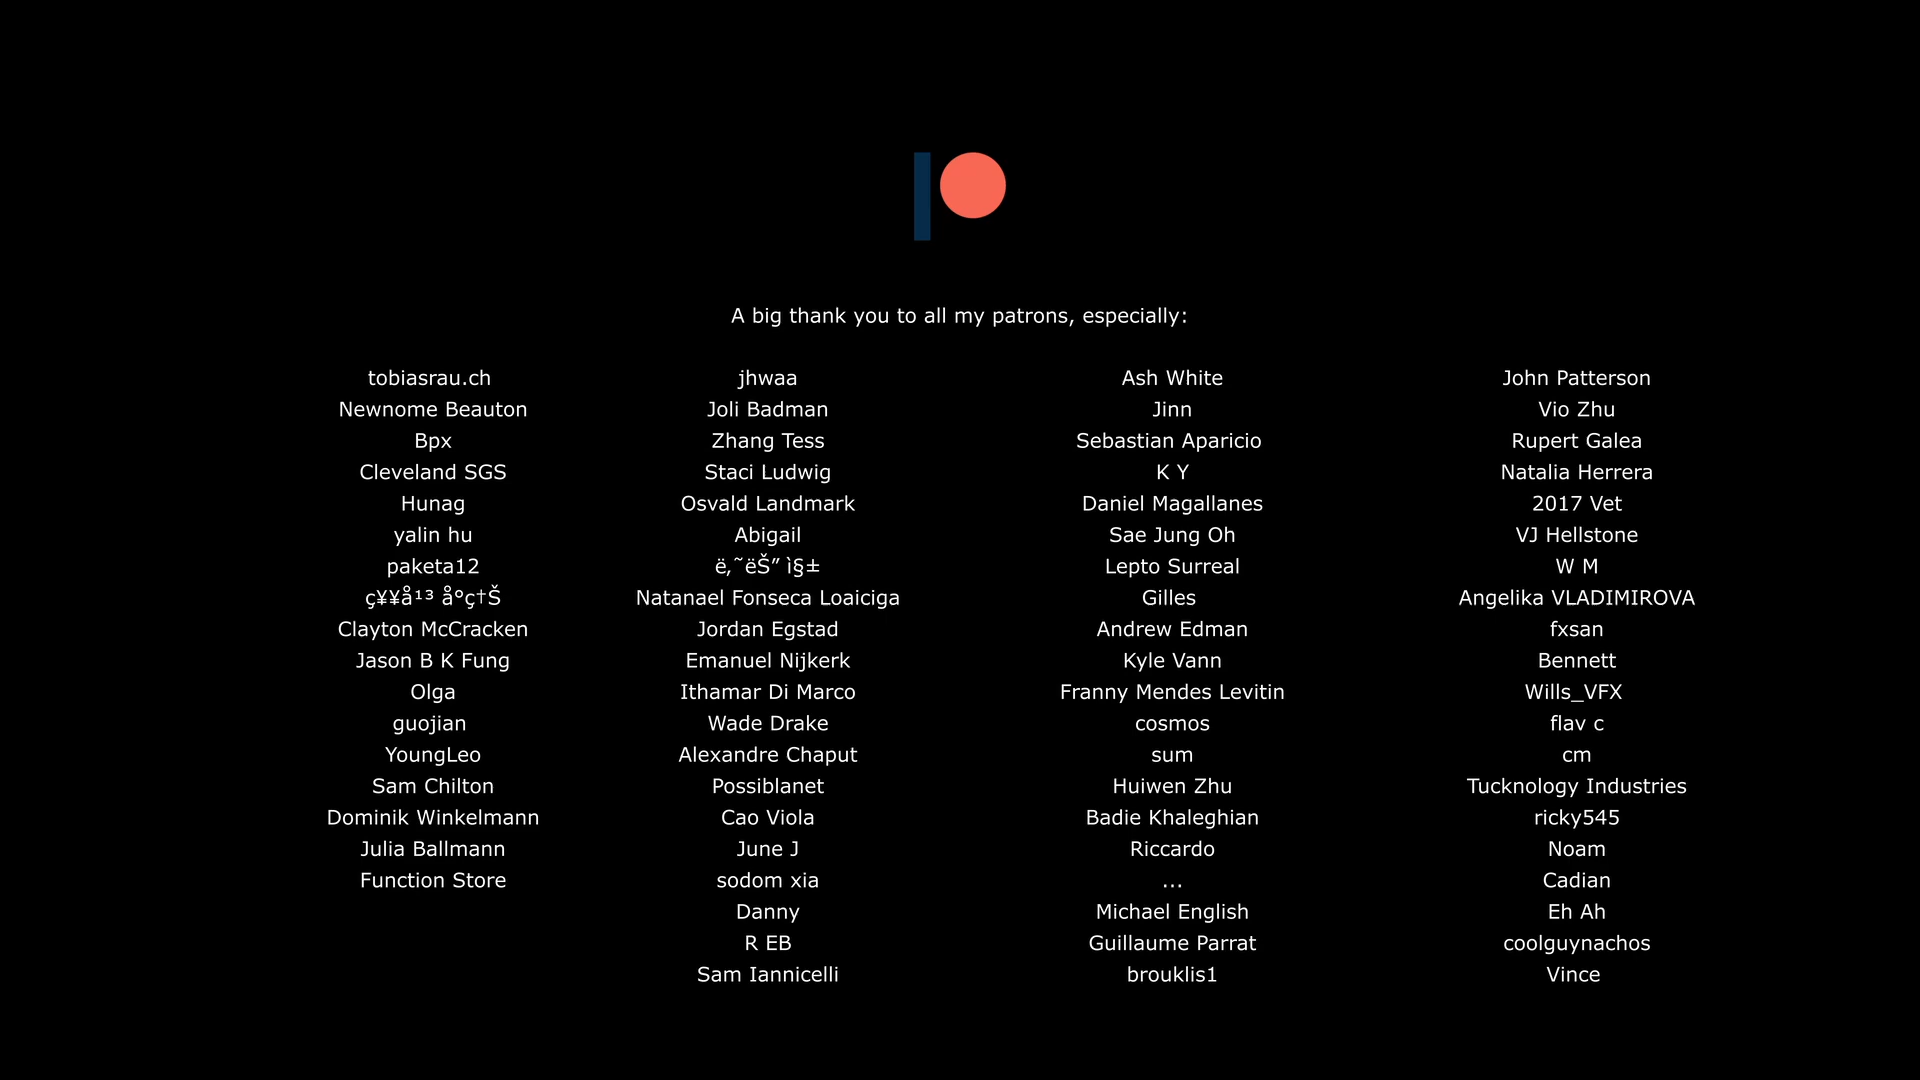 A big thank you to all my patrons, especially:
tobiasrau.ch
Newnome Beauton
Bpx
Cleveland SGS
Hunag
yalin hu
paketa12
ç¥¥å¹³ å°ç†Š
Clayton McCracken
Jason B K Fung
Olga
guojian
YoungLeo
Sam Chilton
Dominik Winkelmann
Julia Ballmann
Function Store
jhwaa
Joli Badman
Zhang Tess
Staci Ludwig
Osvald Landmark
Abigail
ë‚˜ëŠ” ì§±
Natanael Fonseca Loaiciga
Jordan Egstad
Emanuel Nijkerk
Ithamar Di Marco
Wade Drake
Alexandre Chaput
Possiblanet
Cao Viola
June J
sodom xia
Danny
R EB
Sam Iannicelli
Ash White
Jinn
Sebastian Aparicio
K Y
Daniel Magallanes
Sae Jung Oh
Lepto Surreal
Gilles
Andrew Edman
Kyle Vann
Franny Mendes Levitin
cosmos
sum
Huiwen Zhu
Badie Khaleghian
Riccardo
...
Michael English
Guillaume Parrat
brouklis1
John Patterson
Vio Zhu
Rupert Galea
Natalia Herrera
2017 Vet
VJ Hellstone
W M
Angelika VLADIMIROVA
fxsan
Bennett
Wills_VFX
flav c
cm
Tucknology Industries
ricky545
Noam
Cadian
Eh Ah
coolguynachos
Vince